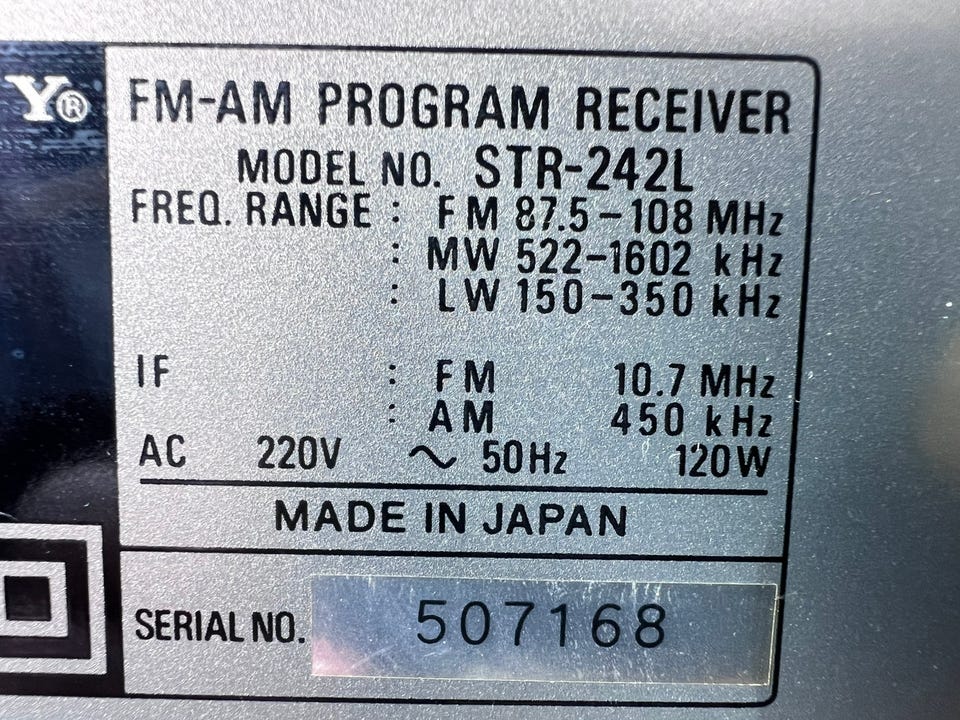 Y®
FM-AM PROGRAM RECEIVER
MODEL NO. STR-242L
FREQ. RANGE : FM 87.5-108 MHz
: MW 522-1602 kHz
: LW 150-350 kHz
IF : FM 10.7 MHz
: AM 450 kHz
AC 220V ~ 50Hz 120W
MADE IN JAPAN
SERIAL NO. 507168